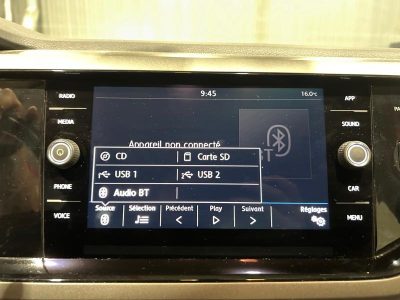 RADIO
9:45
16.0°C
APP
MEDIA
SOUND
Appareil non connecté
BT
CD
Carte SD
USB 1
USB 2
PHONE
Audio BT
CAR
VOICE
Source
Sélection
Précédent
Play
Suivant
Réglages
MENU